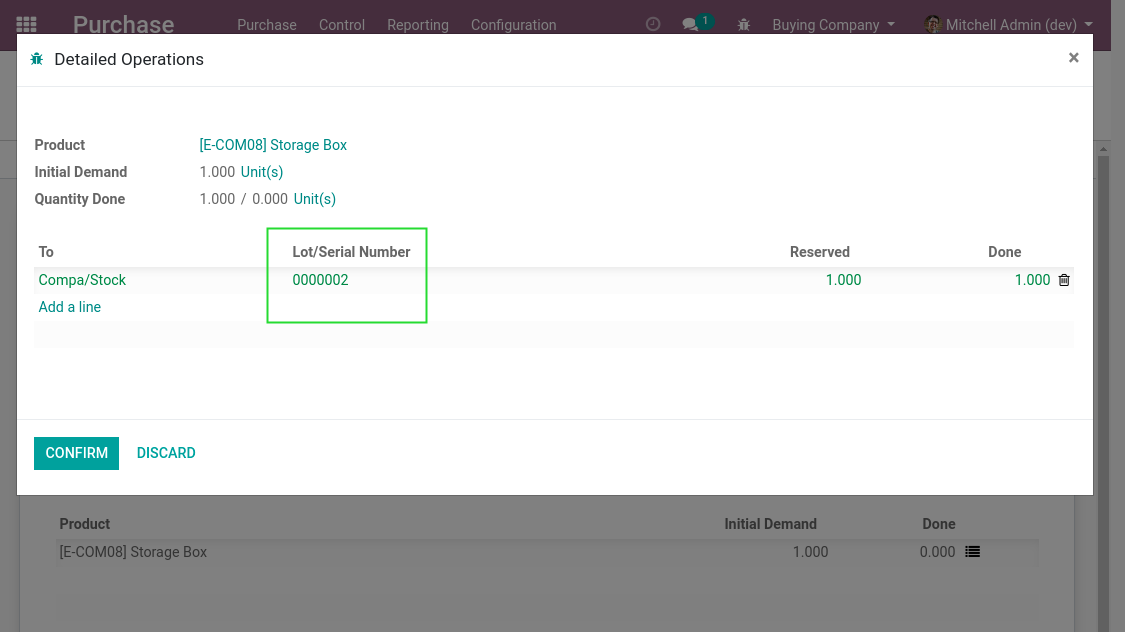 Purchase Purchase Control Reporting Configuration 1 Buying Company Mitchell Admin (dev)
Detailed Operations ×
Product [E-COM08] Storage Box
Initial Demand 1.000 Unit(s)
Quantity Done 1.000 / 0.000 Unit(s)
To Lot/Serial Number Reserved Done
Compa/Stock 0000002 1.000 1.000
Add a line
CONFIRM DISCARD
Product Initial Demand Done
[E-COM08] Storage Box 1.000 0.000